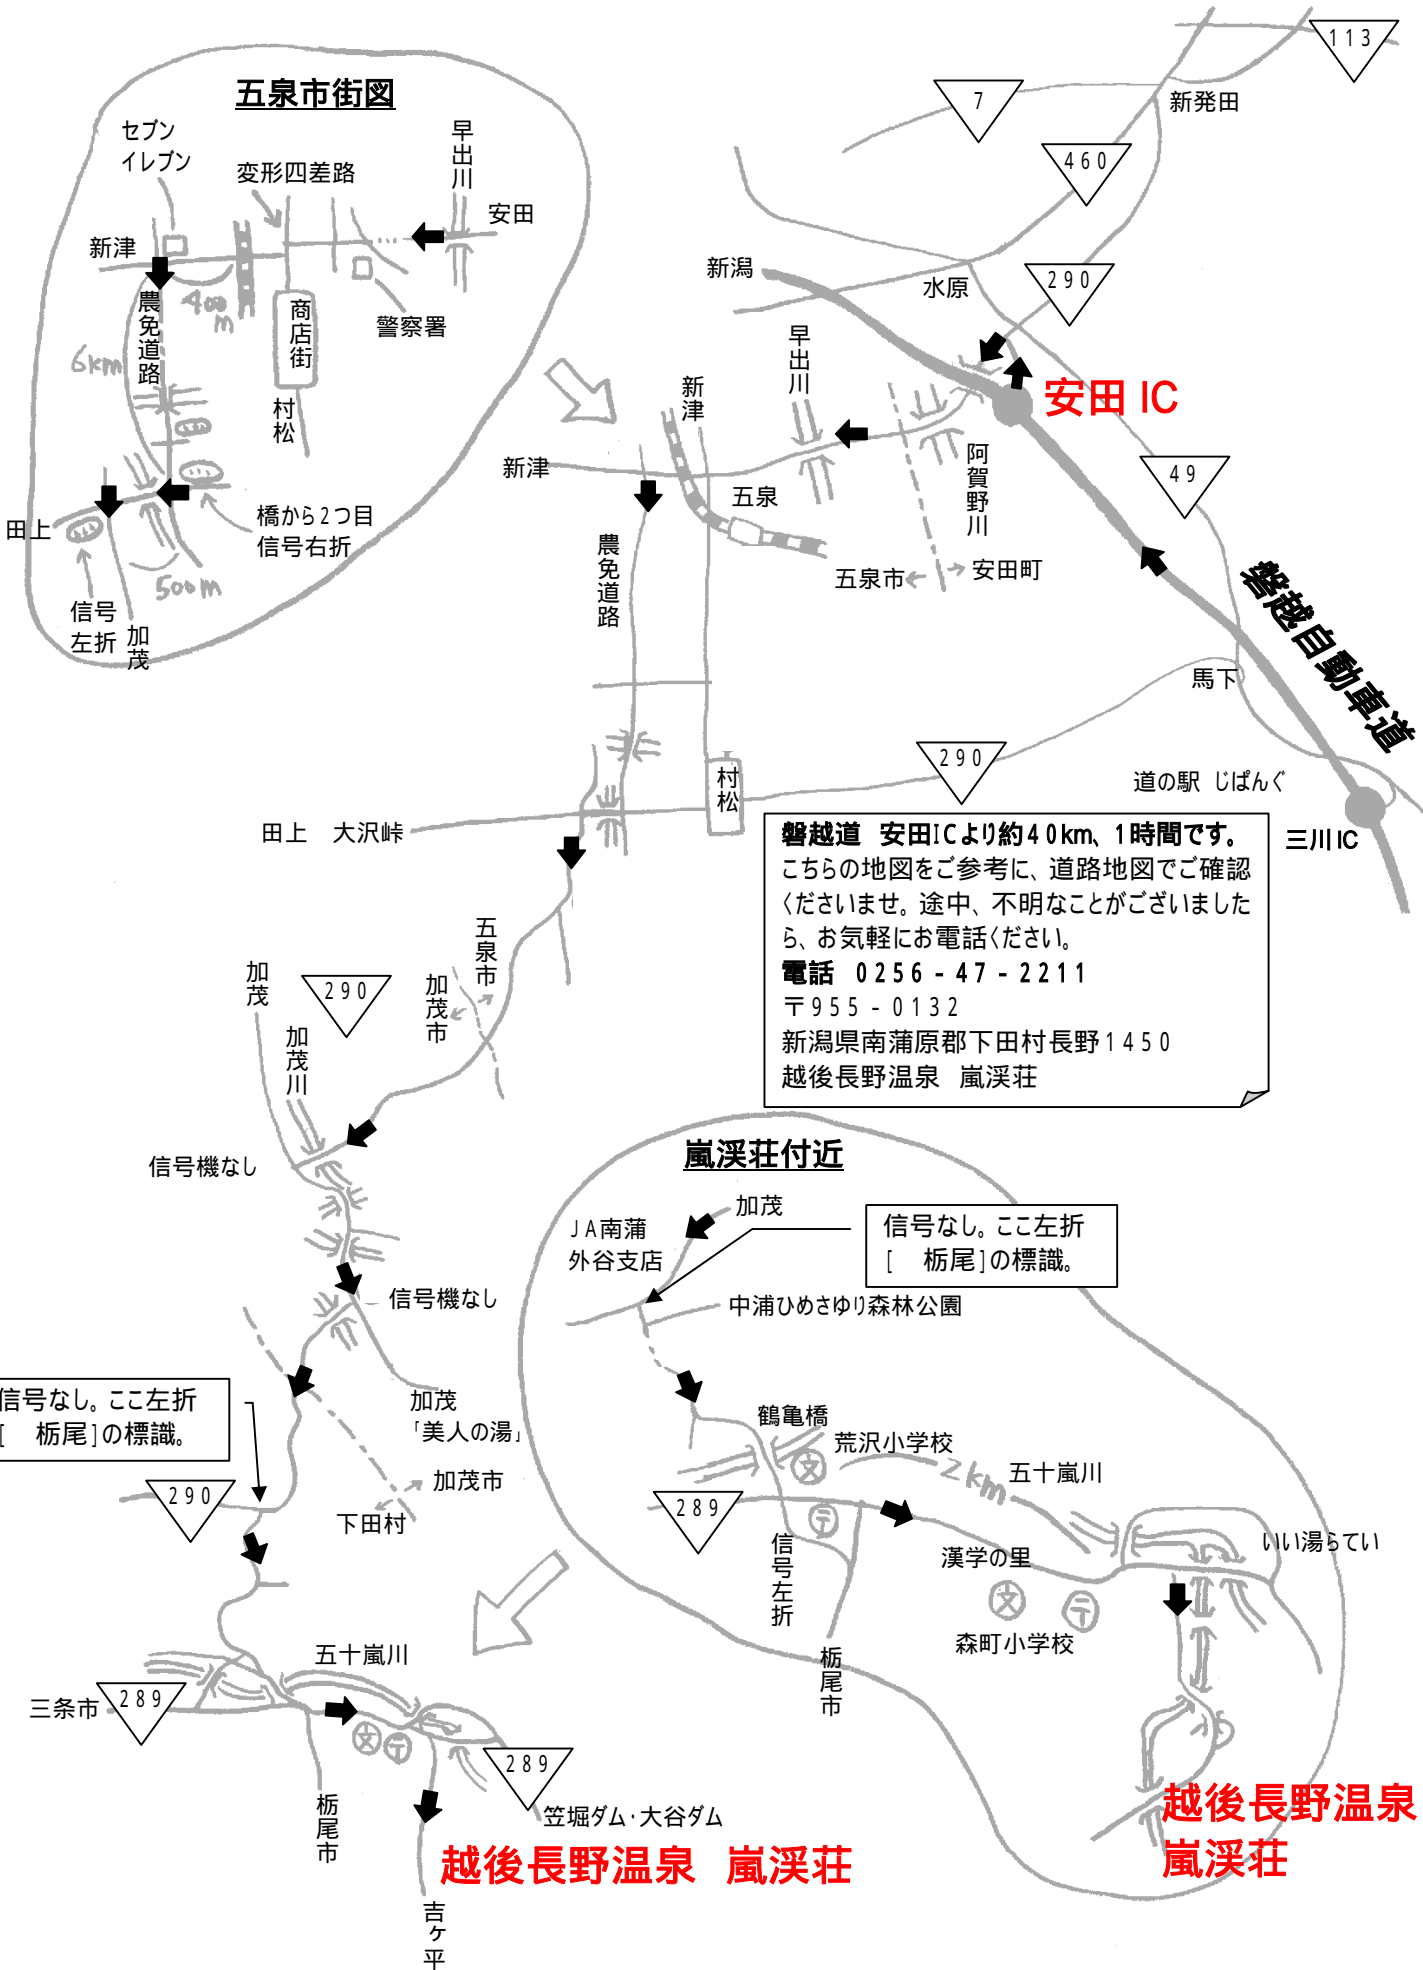 五泉市街図
セブン
イレブン
変形四差路
早出川
安田
新津
400
m
農免道路
6km
商店街
警察署
村松
田上
橋から2つ目
信号右折
500m
信号
左折
加茂
113
7
新発田
460
新潟
水原
290
早出川
安田 IC
新津
新津
五泉
阿賀野川
49
農免道路
五泉市
安田町
磐越自動車道
馬下
290
村松
道の駅 じぱんぐ
田上 大沢峠
三川IC
磐越道 安田ICより約40km、1時間です。
こちらの地図をご参考に、道路地図でご確認
くださいませ。途中、不明なことがございました
ら、お気軽にお電話ください。
電話 0256-47-2211
〒955-0132
新潟県南蒲原郡下田村長野1450
越後長野温泉 嵐渓荘
五泉市
加茂市
加茂
290
加茂川
信号機なし
信号機なし
加茂
「美人の湯」
信号なし。ここ左折
[ 栃尾]の標識。
加茂市
下田村
290
五十嵐川
三条市
289
289
栃尾市
笠堀ダム・大谷ダム
越後長野温泉 嵐渓荘
吉ヶ平
嵐渓荘付近
加茂
JA南蒲
外谷支店
信号なし。ここ左折
[ 栃尾]の標識。
中浦ひめさゆり森林公園
鶴亀橋
荒沢小学校
文
2km
五十嵐川
289
〒
信号左折
漢学の里
いい湯らてい
文
〒
森町小学校
栃尾市
文
〒
越後長野温泉
嵐渓荘